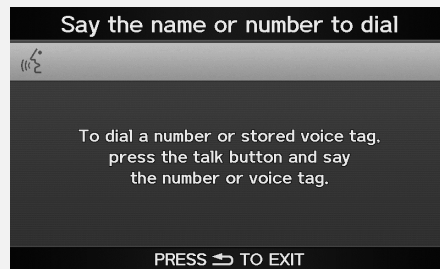 Say the name or number to dial
To dial a number or stored voice tag,
press the talk button and say
the number or voice tag.
PRESS TO EXIT